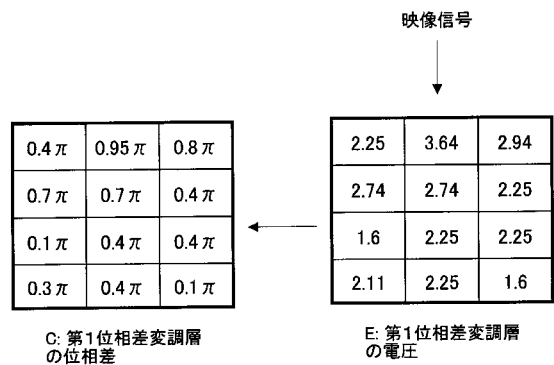 映像信号
0.4π 0.95π 0.8π
0.7π 0.7π 0.4π
0.1π 0.4π 0.4π
0.3π 0.4π 0.1π
C: 第1位相差変調層
の位相差
2.25 3.64 2.94
2.74 2.74 2.25
1.6 2.25 2.25
2.11 2.25 1.6
E: 第1位相差変調層
の電圧